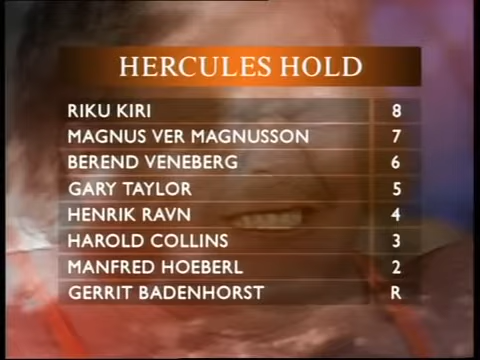 HERCULES HOLD
RIKU KIRI 8
MAGNUS VER MAGNUSSON 7
BEREND VENEBERG 6
GARY TAYLOR 5
HENRIK RAVN 4
HAROLD COLLINS 3
MANFRED HOEBERL 2
GERRIT BADENHORST R